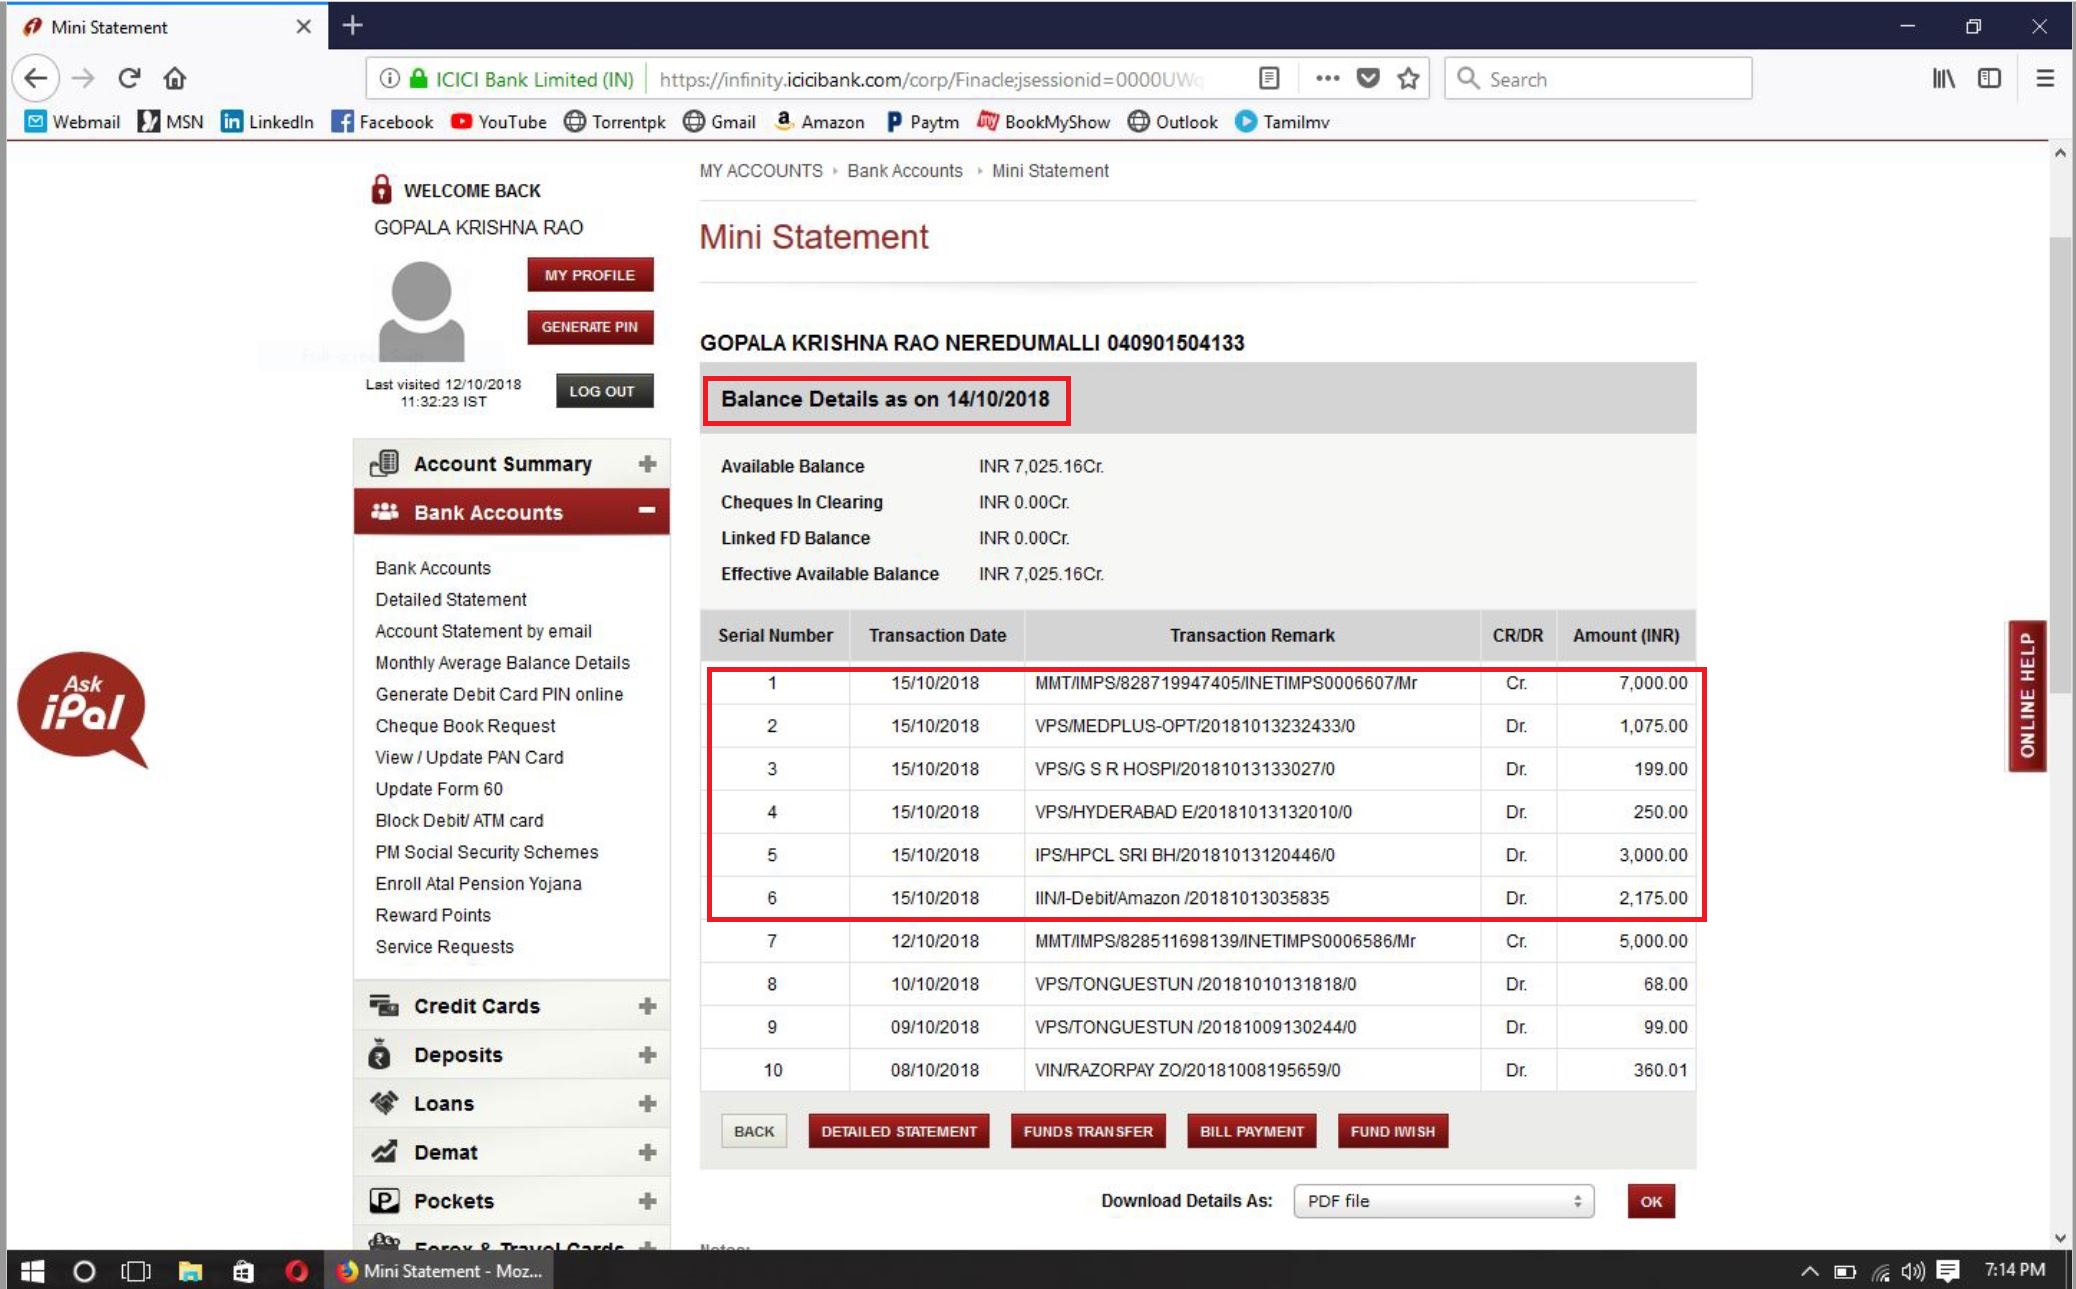 Mini Statement
ICICI Bank Limited (IN) https://infinity.icicibank.com/corp/Finacle;jsessionid=0000UWq
Search
Webmail MSN LinkedIn Facebook YouTube Torrentpk Gmail Amazon Paytm BookMyShow Outlook Tamilmv
WELCOME BACK
GOPALA KRISHNA RAO
MY PROFILE
GENERATE PIN
Last visited 12/10/2018
11:32:23 IST
LOG OUT
Account Summary
Bank Accounts
Bank Accounts
Detailed Statement
Account Statement by email
Monthly Average Balance Details
Generate Debit Card PIN online
Cheque Book Request
View / Update PAN Card
Update Form 60
Block Debit/ ATM card
PM Social Security Schemes
Enroll Atal Pension Yojana
Reward Points
Service Requests
Credit Cards
Deposits
Loans
Demat
Pockets
Forex & Travel Cards
Ask
iPal
MY ACCOUNTS Bank Accounts Mini Statement
Mini Statement
GOPALA KRISHNA RAO NEREDUMALLI 040901504133
Balance Details as on 14/10/2018
Available Balance INR 7,025.16Cr.
Cheques In Clearing INR 0.00Cr.
Linked FD Balance INR 0.00Cr.
Effective Available Balance INR 7,025.16Cr.
Serial Number Transaction Date Transaction Remark CR/DR Amount (INR)
1 15/10/2018 MMT/IMPS/828719947405/INETIMPS0006607/Mr Cr. 7,000.00
2 15/10/2018 VPS/MEDPLUS-OPT/20181013232433/0 Dr. 1,075.00
3 15/10/2018 VPS/G S R HOSPI/20181013133027/0 Dr. 199.00
4 15/10/2018 VPS/HYDERABAD E/20181013132010/0 Dr. 250.00
5 15/10/2018 IPS/HPCL SRI BH/20181013120446/0 Dr. 3,000.00
6 15/10/2018 IIN/I-Debit/Amazon /20181013035835 Dr. 2,175.00
7 12/10/2018 MMT/IMPS/828511698139/INETIMPS0006586/Mr Cr. 5,000.00
8 10/10/2018 VPS/TONGUESTUN /20181010131818/0 Dr. 68.00
9 09/10/2018 VPS/TONGUESTUN /20181009130244/0 Dr. 99.00
10 08/10/2018 VIN/RAZORPAY ZO/20181008195659/0 Dr. 360.01
BACK DETAILED STATEMENT FUNDS TRANSFER BILL PAYMENT FUND IWISH
Download Details As: PDF file OK
Notes:
ONLINE HELP
Mini Statement - Moz...
7:14 PM